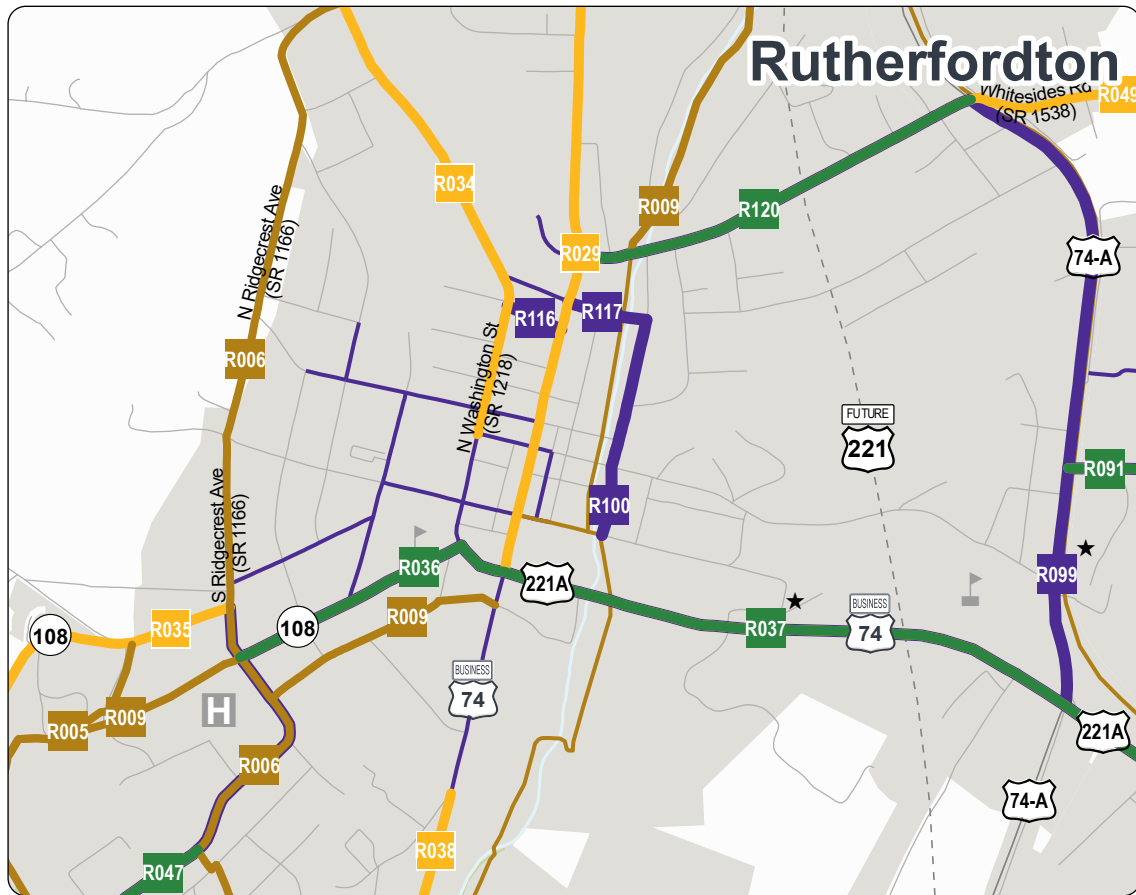 Rutherfordton
Whitesides Rd
(SR 1538)
R049
R034
R009
R120
N Ridgecrest Ave
(SR 1166)
R029
74-A
R116
R117
R006
N Washington St
(SR 1218)
FUTURE
221
R091
S Ridgecrest Ave
(SR 1166)
R100
R036
221A
R099
108
R035
108
R009
R037
BUSINESS
74
BUSINESS
74
R005
R009
221A
R006
74-A
R038
R047
H